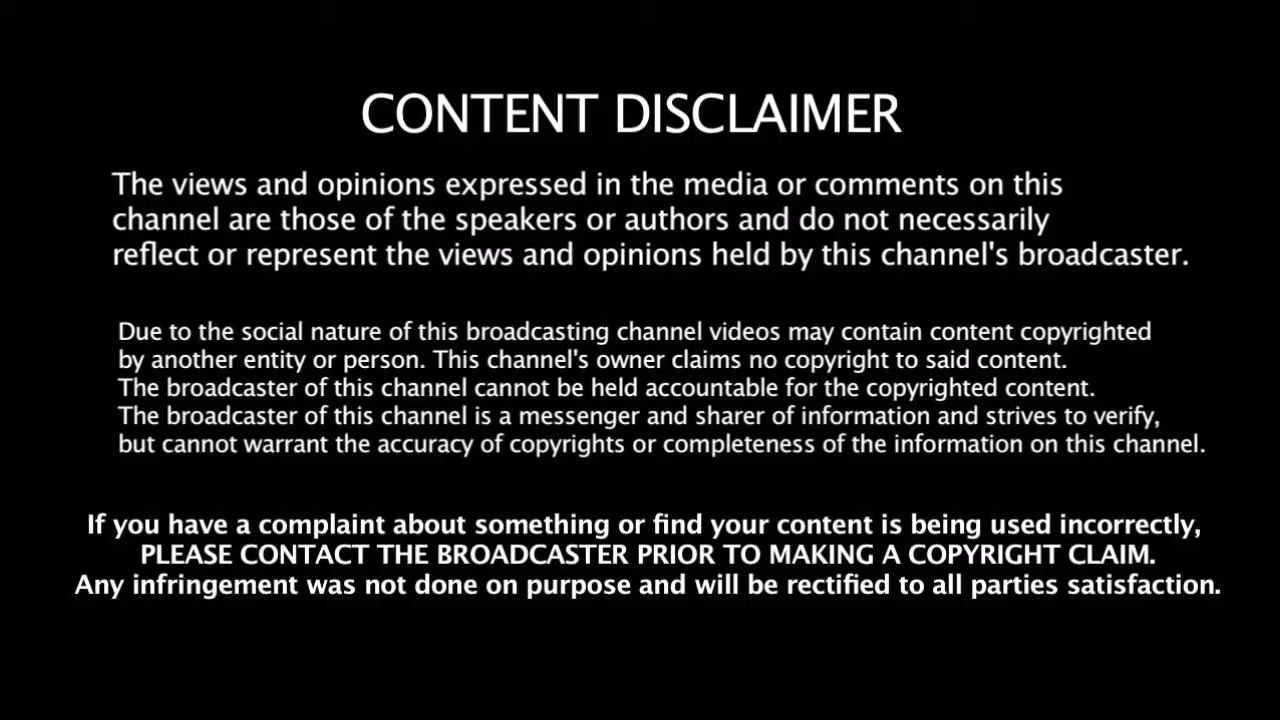 CONTENT DISCLAIMER
The views and opinions expressed in the media or comments on this
channel are those of the speakers or authors and do not necessarily
reflect or represent the views and opinions held by this channel's broadcaster.
Due to the social nature of this broadcasting channel videos may contain content copyrighted
by another entity or person. This channel's owner claims no copyright to said content.
The broadcaster of this channel cannot be held accountable for the copyrighted content.
The broadcaster of this channel is a messenger and sharer of information and strives to verify,
but cannot warrant the accuracy of copyrights or completeness of the information on this channel.
If you have a complaint about something or find your content is being used incorrectly,
PLEASE CONTACT THE BROADCASTER PRIOR TO MAKING A COPYRIGHT CLAIM.
Any infringement was not done on purpose and will be rectified to all parties satisfaction.